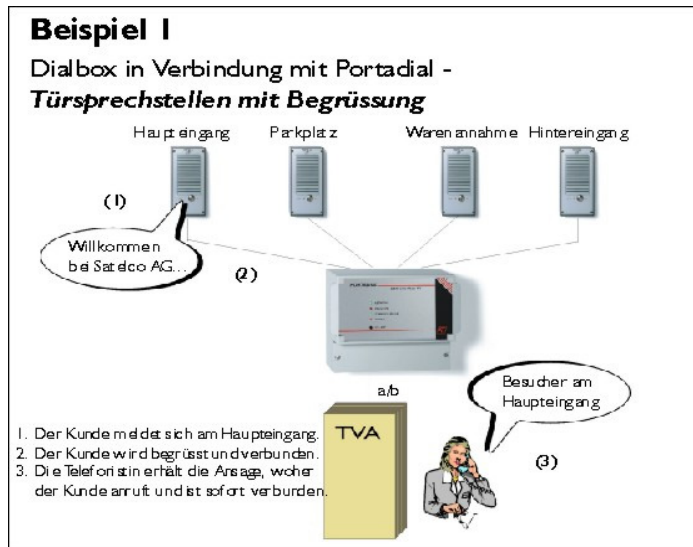 Beispiel 1
Dialbox in Verbindung mit Portadial -
Türsprechstellen mit Begrüssung
Haupteingang Parkplatz Warenannahme Hintereingang
(1)
Willkommen
bei Satelco AG...
(2)
a/b
Besucher am
Haupteingang
TVA
(3)
1. Der Kunde meldet sich am Haupteingang.
2. Der Kunde wird begrüsst und verbunden.
3. Die Telefonistin erhält die Ansage, woher
der Kunde anruft und ist sofort verbunden.